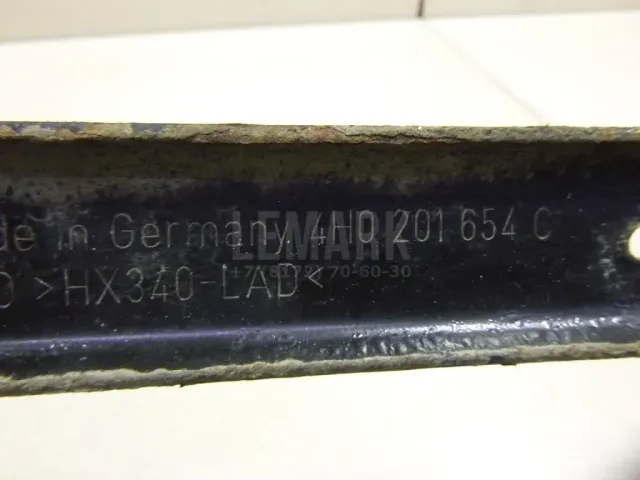 de in Germany 4H0 201 654 C
>HX340-LAD<
LEMARK